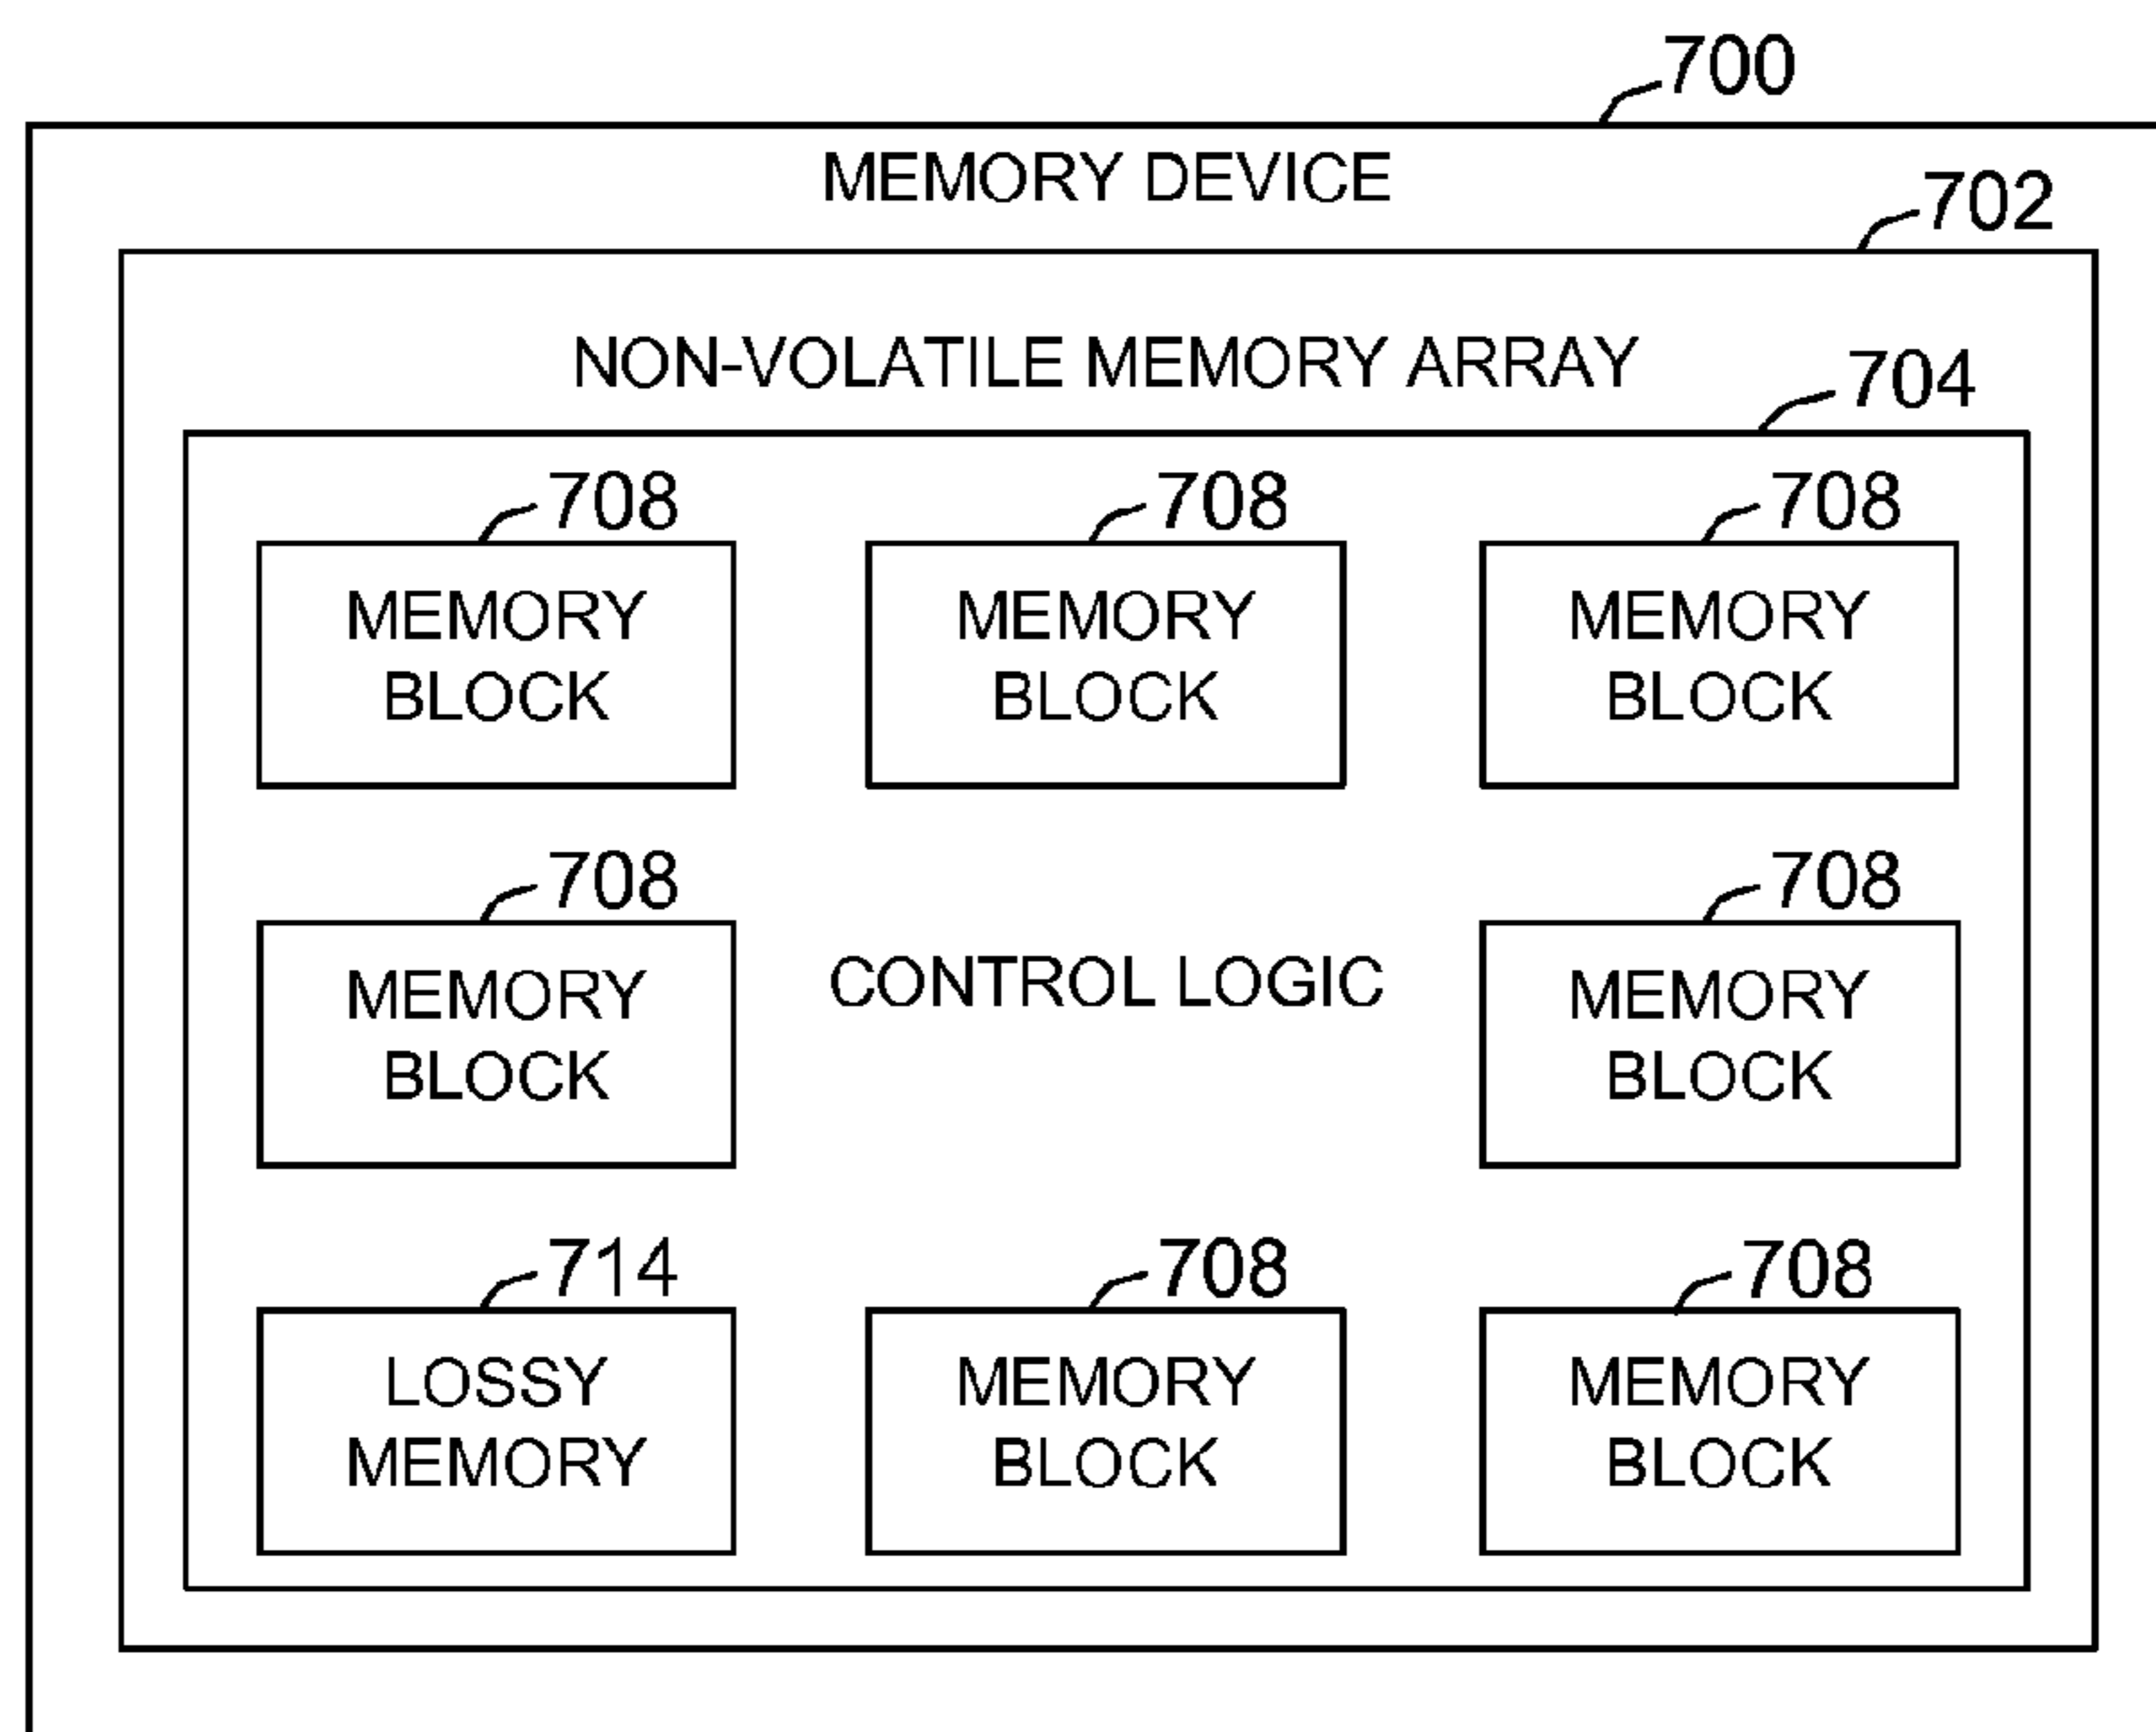 700
MEMORY DEVICE
702
NON-VOLATILE MEMORY ARRAY
704
708 708 708
MEMORY MEMORY MEMORY
BLOCK BLOCK BLOCK
708 708
MEMORY CONTROL LOGIC MEMORY
BLOCK BLOCK
714 708 708
LOSSY MEMORY MEMORY
MEMORY BLOCK BLOCK